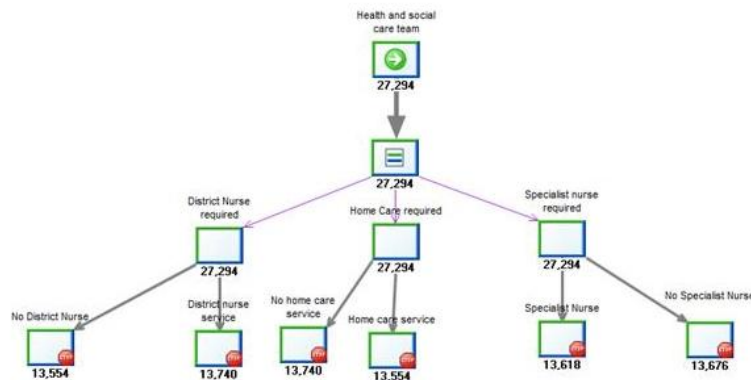 Health and social
care team
27,294
27,294
District Nurse
required
27,294
Home Care required
27,294
Specialist nurse
required
27,294
No District Nurse
13,554
District nurse
service
13,740
No home care
service
13,740
Home care service
13,554
Specialist Nurse
13,618
No Specialist Nurse
13,676